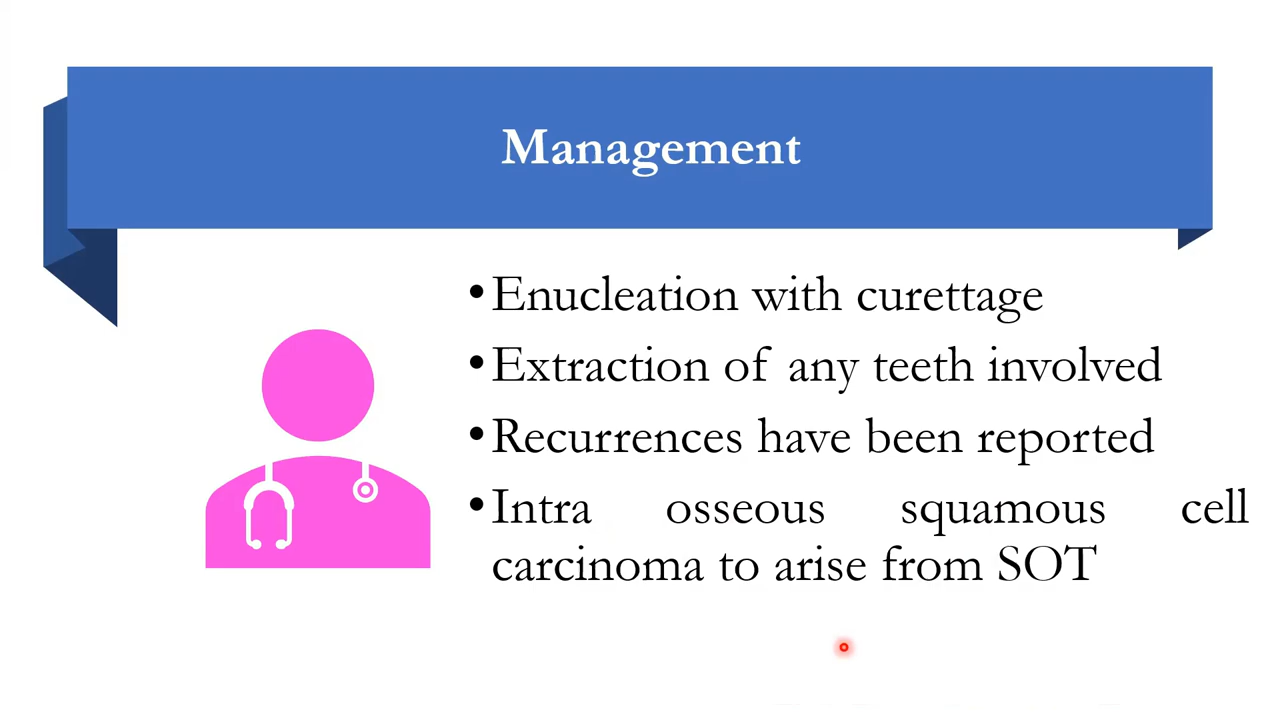 Management
•Enucleation with curettage
•Extraction of any teeth involved
•Recurrences have been reported
•Intra osseous squamous cell
carcinoma to arise from SOT